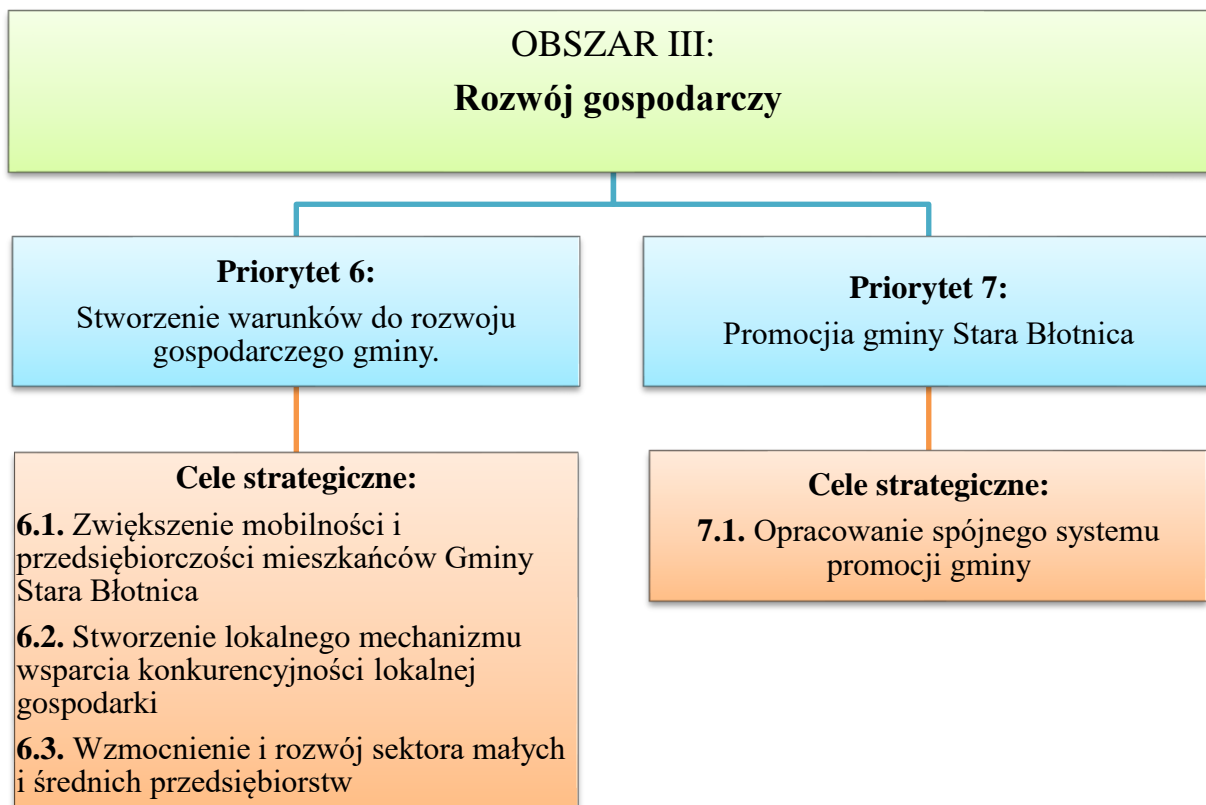 OBSZAR III:
Rozwój gospodarczy
Priorytet 6:
Stworzenie warunków do rozwoju
gospodarczego gminy.
Priorytet 7:
Promocjia gminy Stara Błotnica
Cele strategiczne:
6.1. Zwiększenie mobilności i
przedsiębiorczości mieszkańców Gminy
Stara Błotnica
6.2. Stworzenie lokalnego mechanizmu
wsparcia konkurencyjności lokalnej
gospodarki
6.3. Wzmocnienie i rozwój sektora małych
i średnich przedsiębiorstw
Cele strategiczne:
7.1. Opracowanie spójnego systemu
promocji gminy